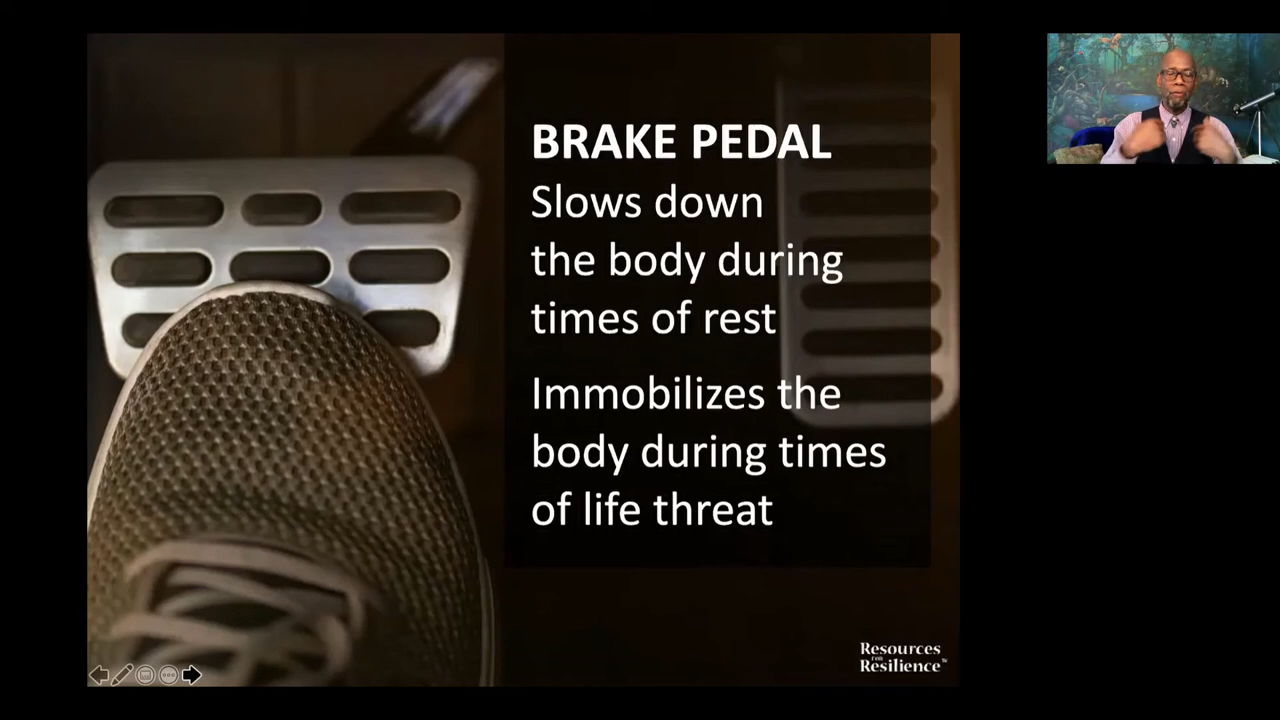 BRAKE PEDAL
Slows down
the body during
times of rest
Immobilizes the
body during times
of life threat
Resources
for
Resilience